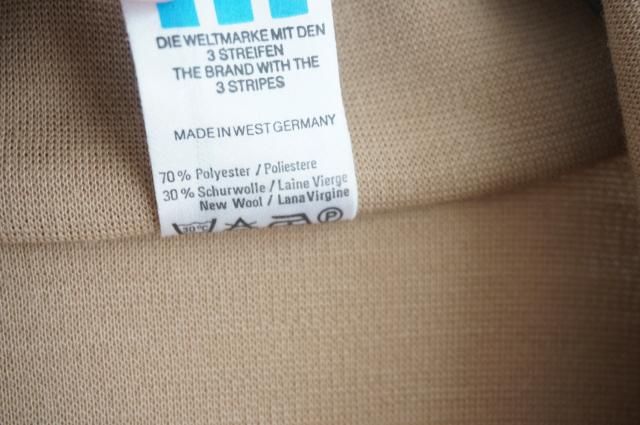 DIE WELTMARKE MIT DEN
3 STREIFEN
THE BRAND WITH THE
3 STRIPES
MADE IN WEST GERMANY
70% Polyester / Poliestere
30% Schurwolle / Laine Vierge
New Wool / Lana Virgine
30°C
P